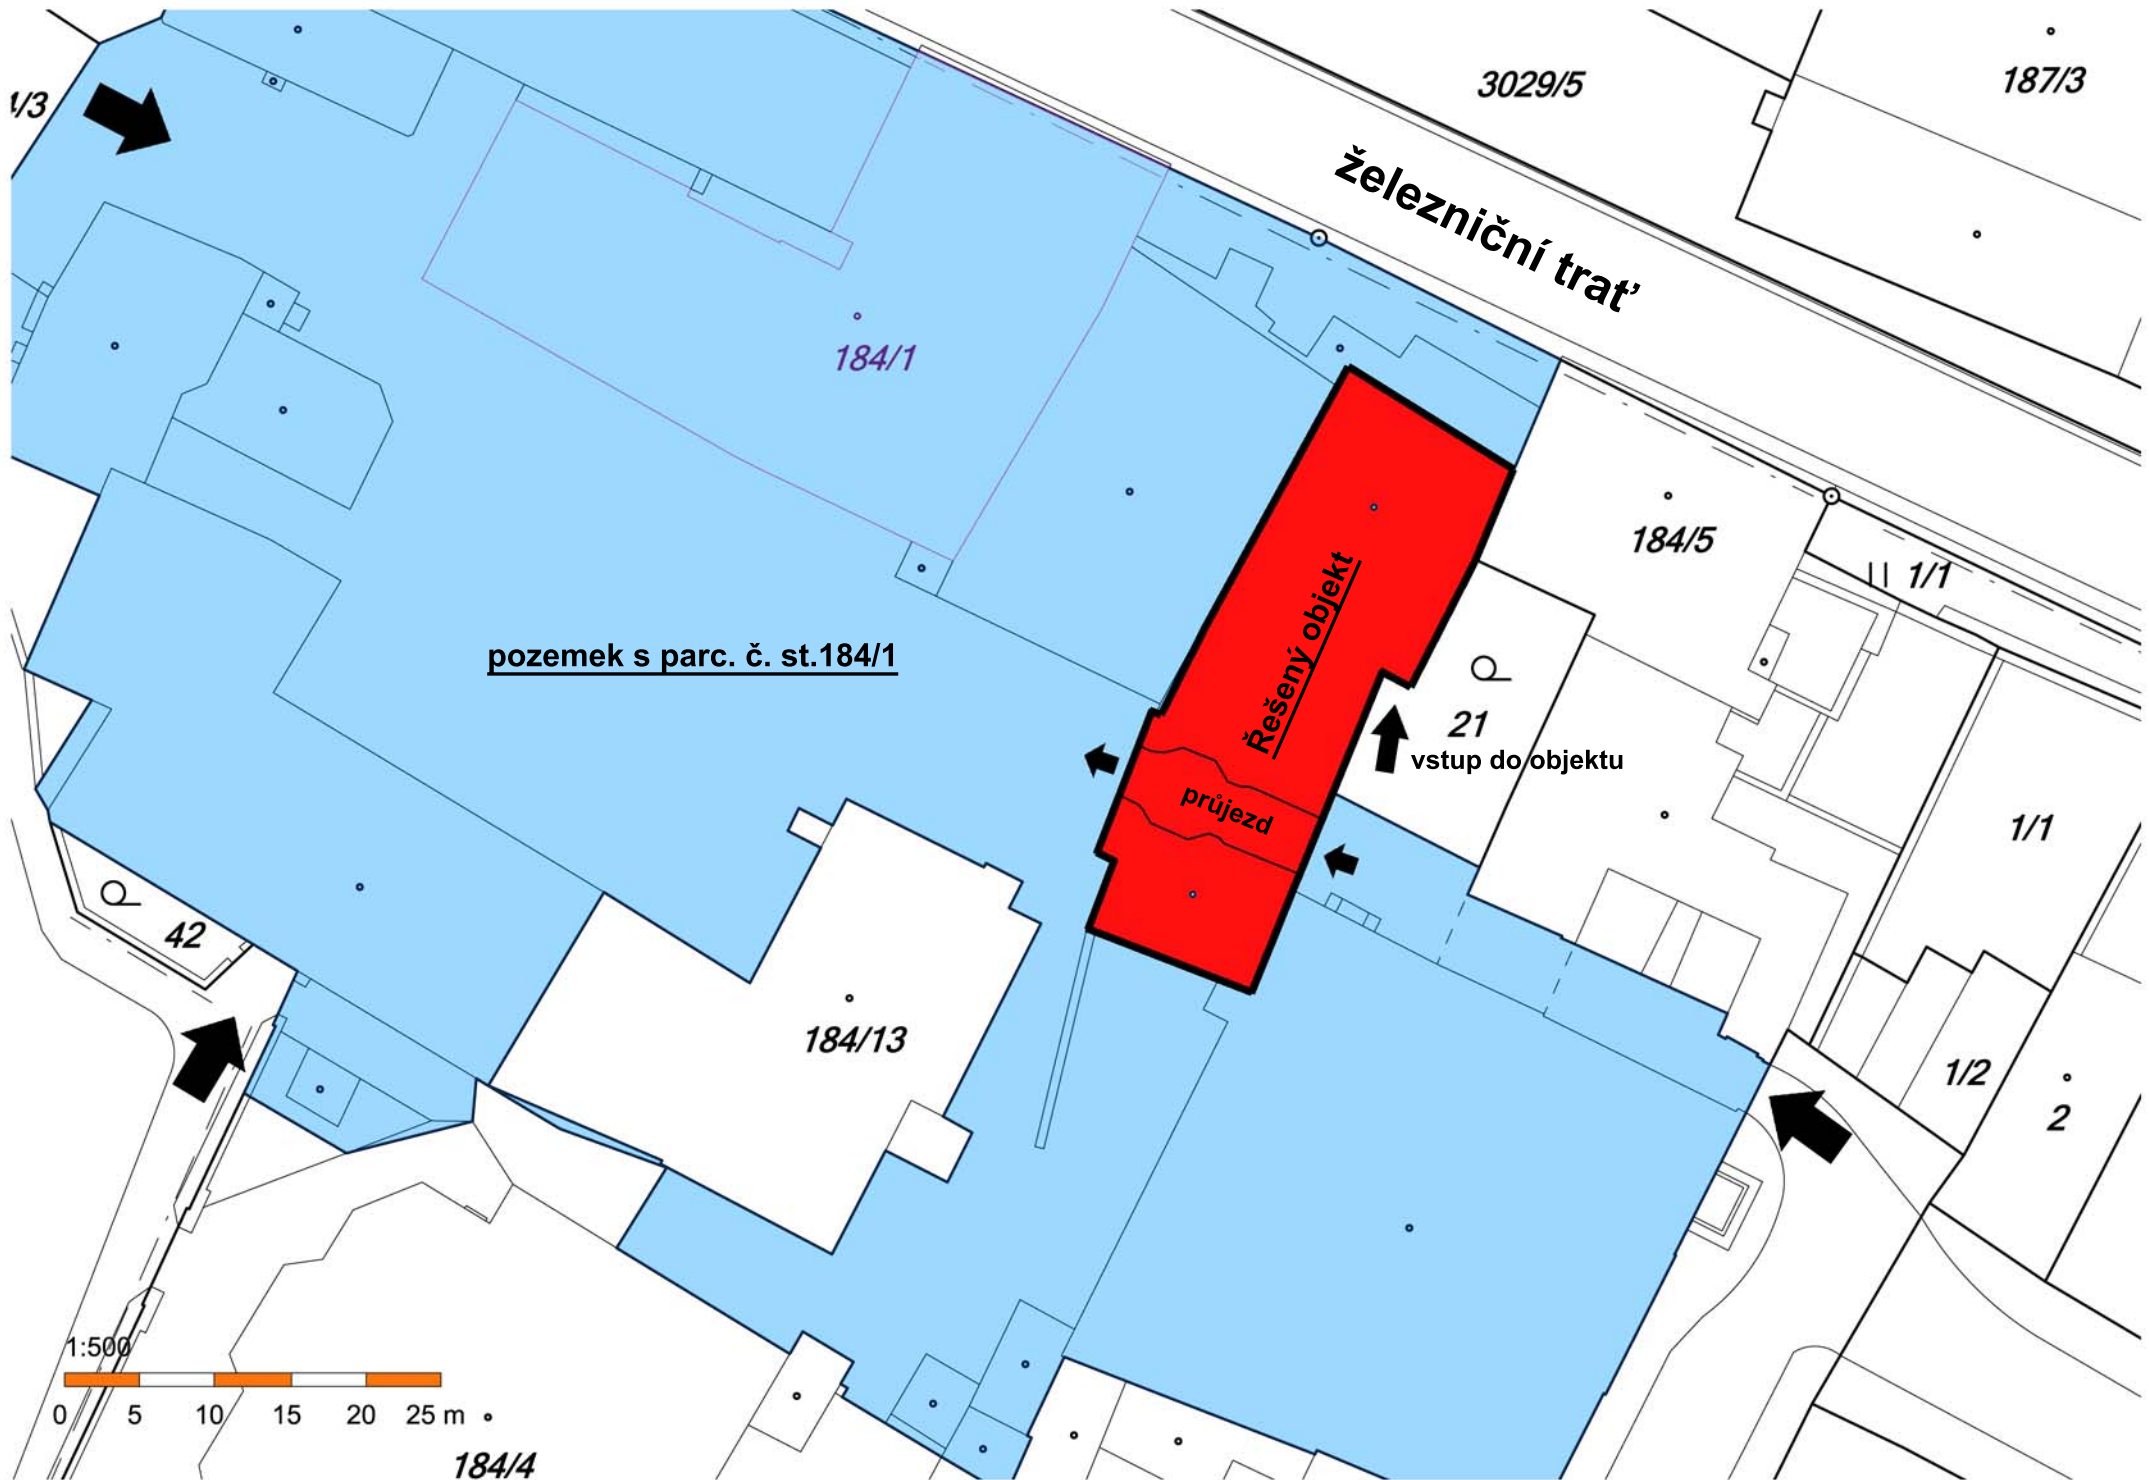 3029/5
187/3
železniční trať
184/1
184/5
1/1
pozemek s parc. č. st.184/1
Řešený objekt
21
vstup do objektu
průjezd
1/1
42
184/13
1/2
2
1:500
0 5 10 15 20 25 m
184/4